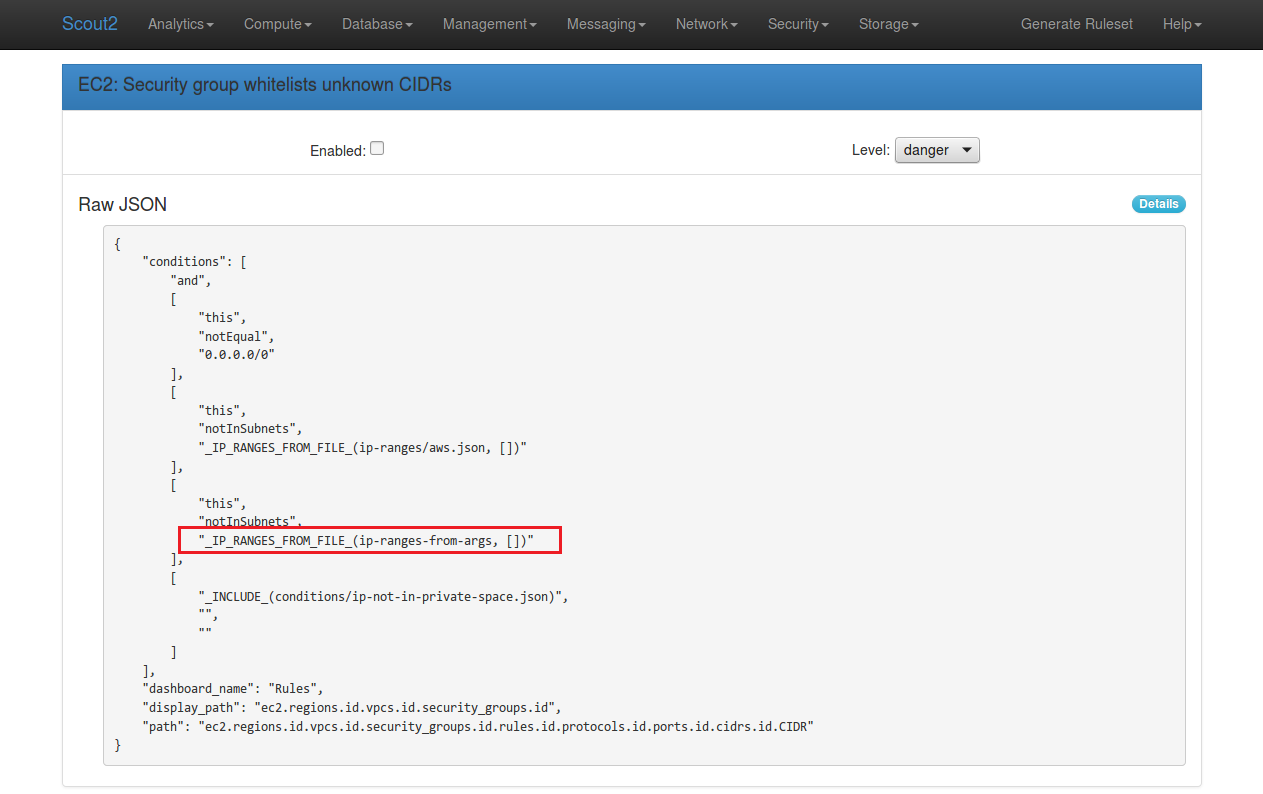 Scout2 Analytics Compute Database Management Messaging Network Security Storage Generate Ruleset Help
EC2: Security group whitelists unknown CIDRs
Enabled: Level: danger
Raw JSON Details
{
"conditions": [
"and",
[
"this",
"notEqual",
"0.0.0.0/0"
],
[
"this",
"notInSubnets",
"_IP_RANGES_FROM_FILE_(ip-ranges/aws.json, [])"
],
[
"this",
"notInSubnets",
"_IP_RANGES_FROM_FILE_(ip-ranges-from-args, [])"
],
[
"_INCLUDE_(conditions/ip-not-in-private-space.json)",
"",
""
]
],
"dashboard_name": "Rules",
"display_path": "ec2.regions.id.vpcs.id.security_groups.id",
"path": "ec2.regions.id.vpcs.id.security_groups.id.rules.id.protocols.id.ports.id.cidrs.id.CIDR"
}